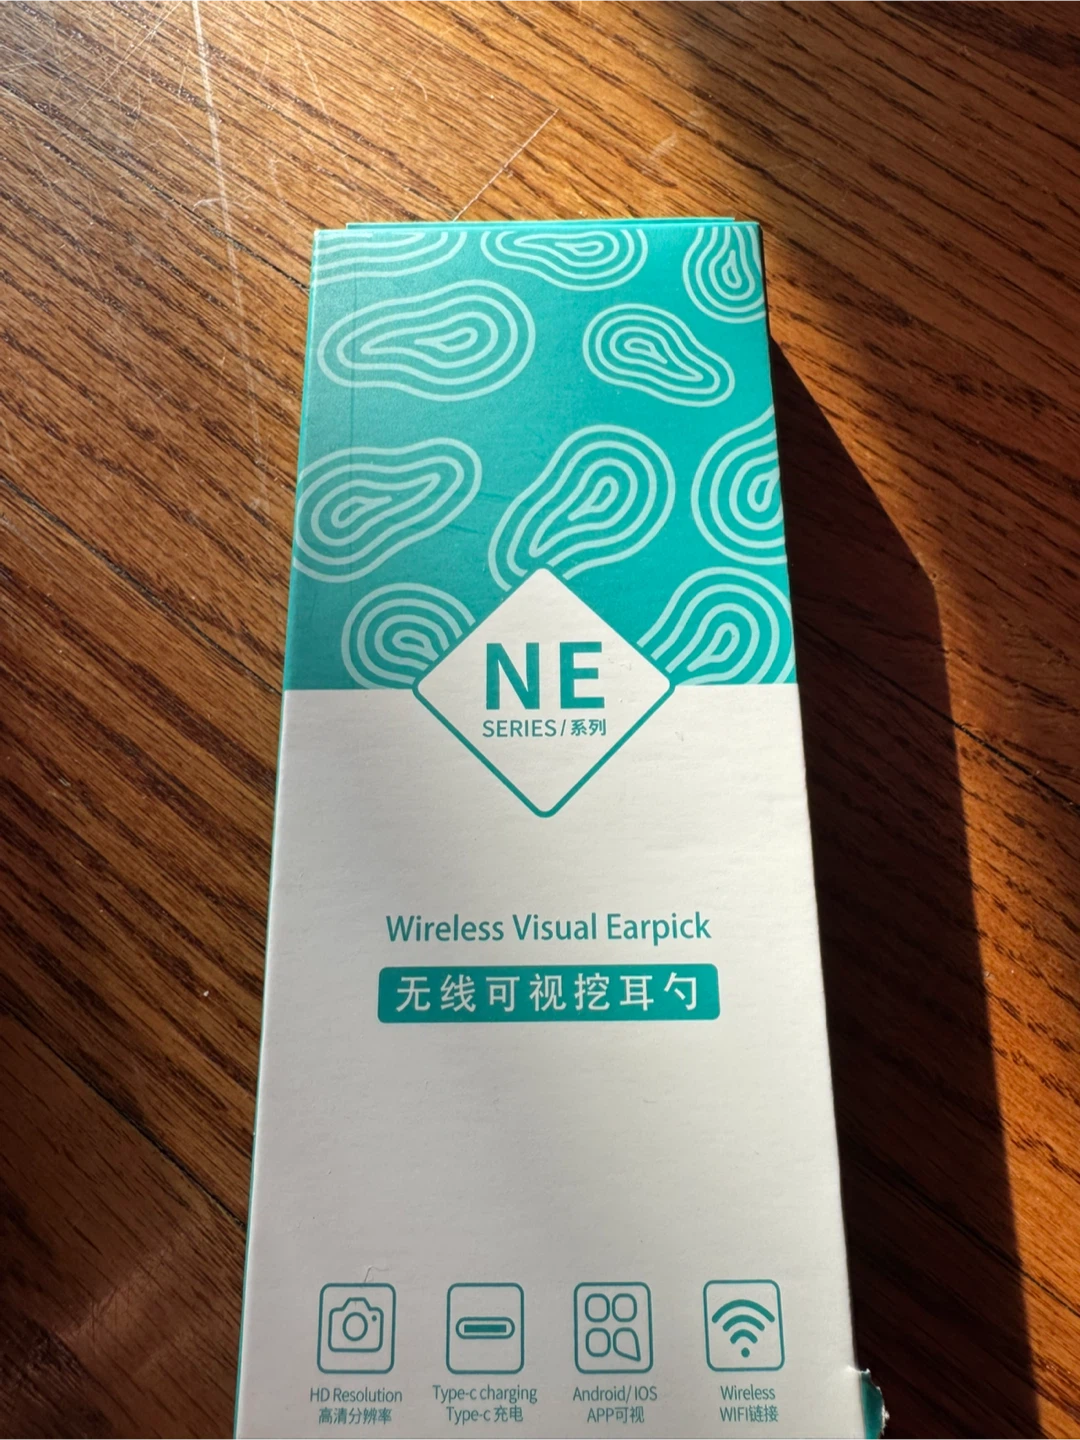 NE
SERIES/系列
Wireless Visual Earpick
无线可视挖耳勺
HD Resolution
高清分辨率
Type-c charging
Type-c 充电
Android/IOS
APP可视
Wireless
WIFI链接